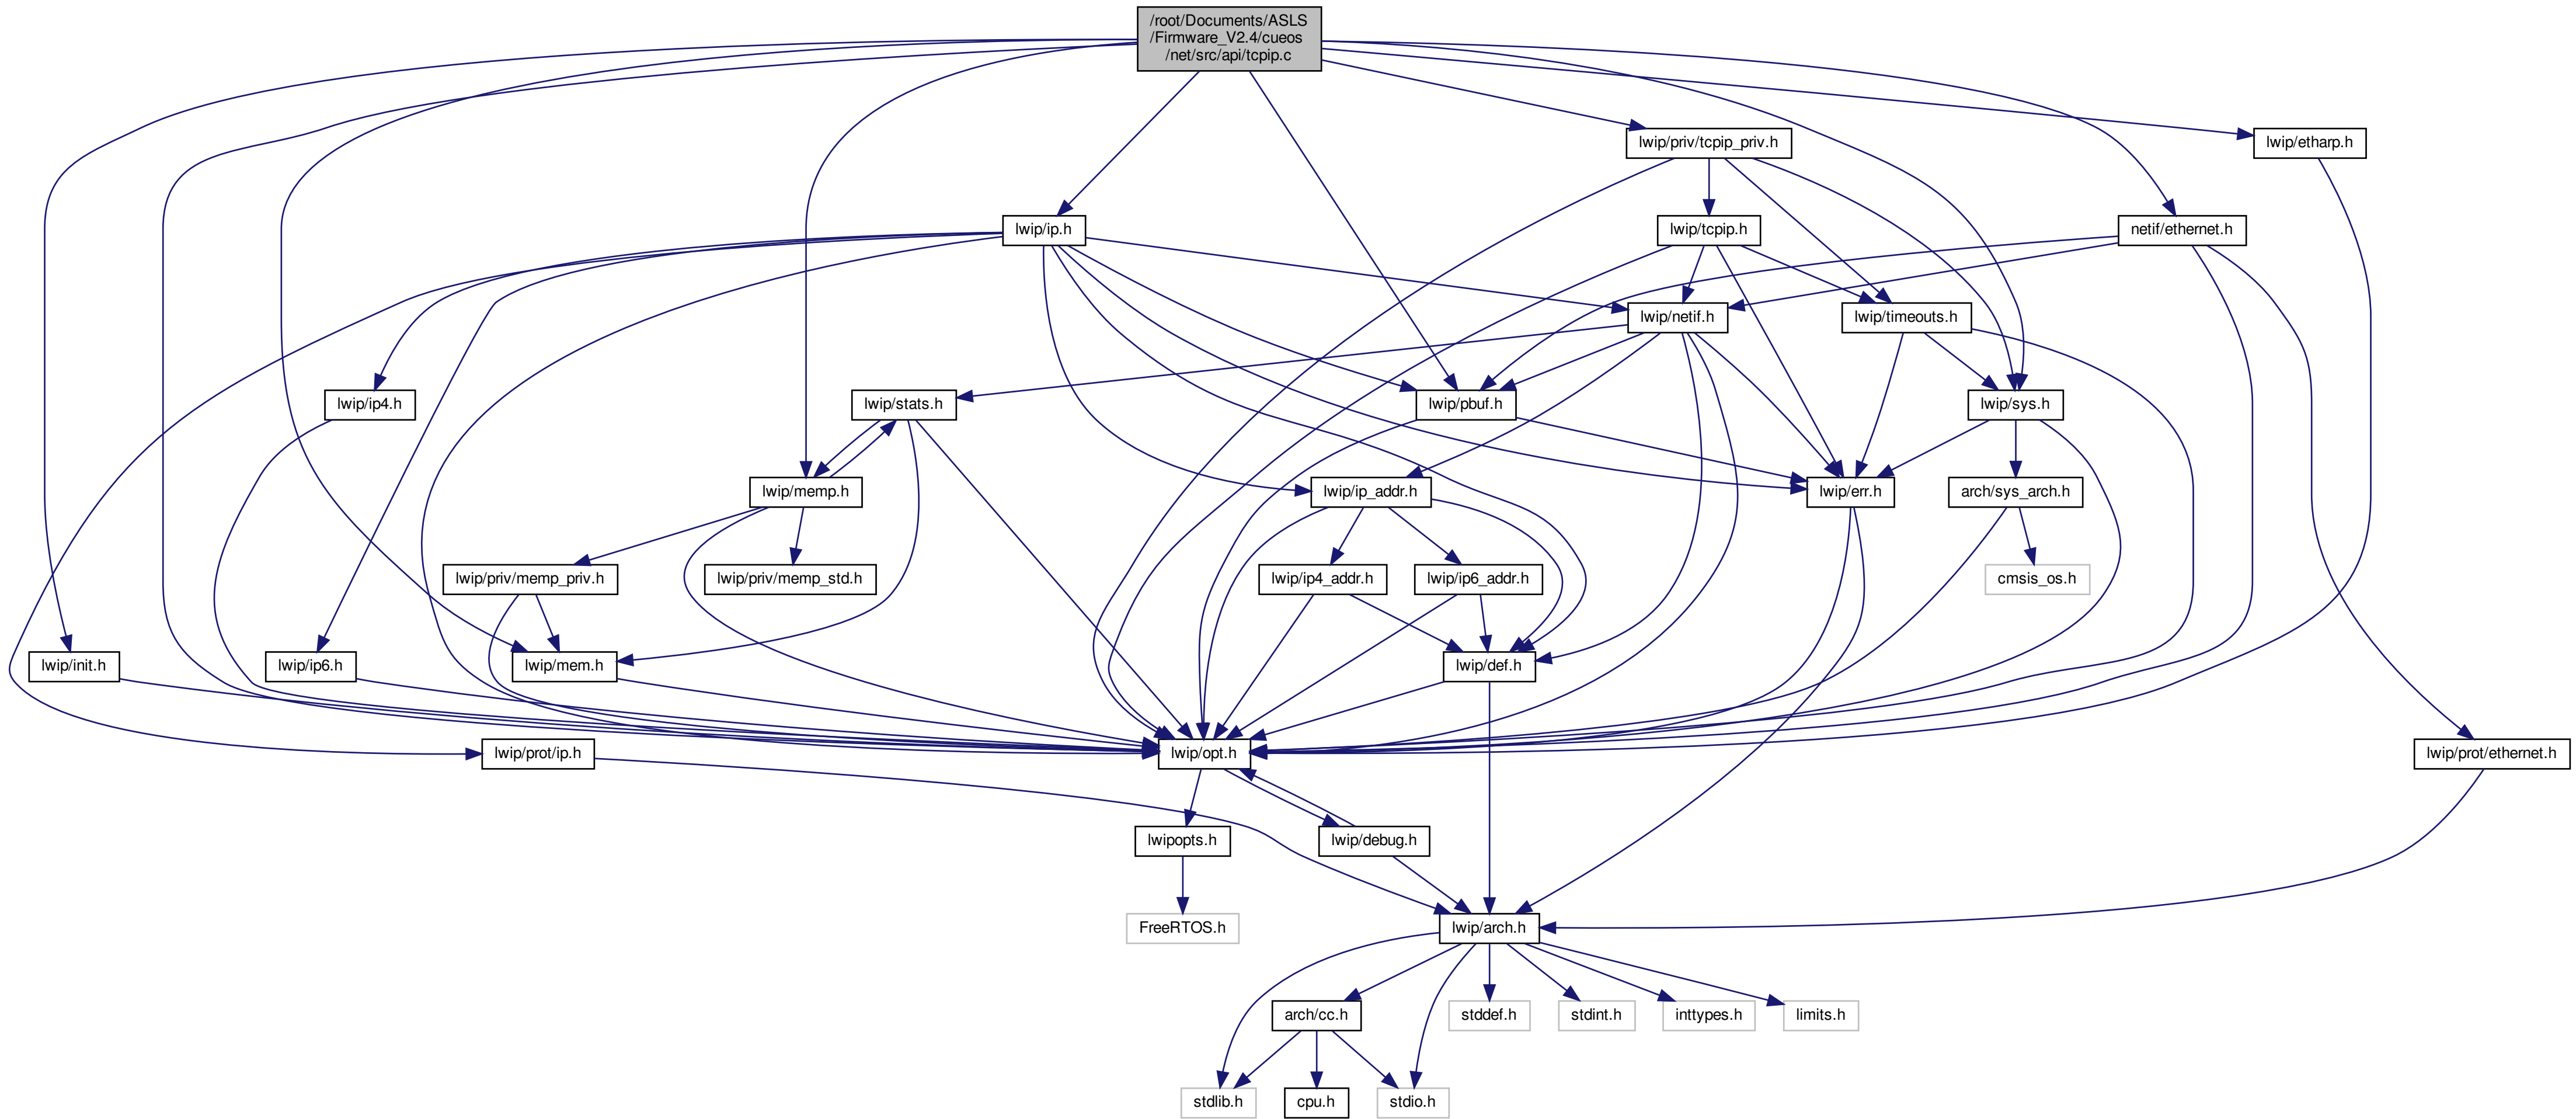 /root/Documents/ASLS
/Firmware_V2.4/cueos
/net/src/api/tcpip.c
lwip/priv/tcpip_priv.h
lwip/etharp.h
lwip/ip.h
lwip/tcpip.h
netif/ethernet.h
lwip/netif.h
lwip/timeouts.h
lwip/ip4.h
lwip/stats.h
lwip/pbuf.h
lwip/sys.h
lwip/memp.h
lwip/ip_addr.h
lwip/err.h
arch/sys_arch.h
lwip/priv/memp_priv.h
lwip/priv/memp_std.h
lwip/ip4_addr.h
lwip/ip6_addr.h
cmsis_os.h
lwip/init.h
lwip/ip6.h
lwip/mem.h
lwip/def.h
lwip/prot/ip.h
lwip/opt.h
lwip/prot/ethernet.h
lwipopts.h
lwip/debug.h
FreeRTOS.h
lwip/arch.h
arch/cc.h
stddef.h
stdint.h
inttypes.h
limits.h
stdlib.h
cpu.h
stdio.h